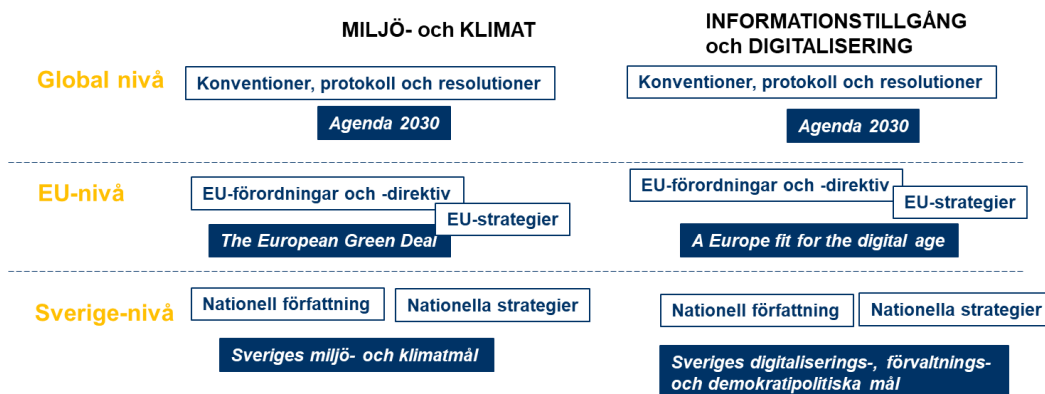 MILJÖ- och KLIMAT
INFORMATIONSTILLGÅNG
och DIGITALISERING
Global nivå
Konventioner, protokoll och resolutioner
Konventioner, protokoll och resolutioner
Agenda 2030
Agenda 2030
EU-nivå
EU-förordningar och -direktiv
EU-strategier
EU-förordningar och -direktiv
EU-strategier
The European Green Deal
A Europe fit for the digital age
Sverige-nivå
Nationell författning
Nationella strategier
Nationell författning
Nationella strategier
Sveriges miljö- och klimatmål
Sveriges digitaliserings-, förvaltnings-
och demokratipolitiska mål